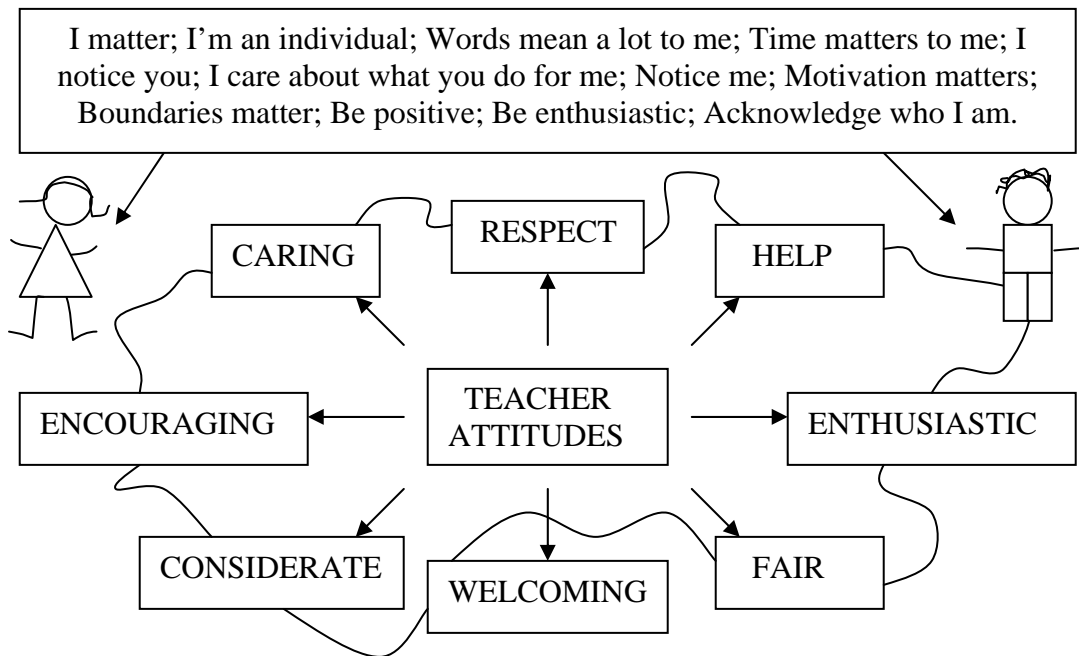 I matter; I'm an individual; Words mean a lot to me; Time matters to me; I
notice you; I care about what you do for me; Notice me; Motivation matters;
Boundaries matter; Be positive; Be enthusiastic; Acknowledge who I am.
CARING
RESPECT
HELP
ENCOURAGING
TEACHER
ATTITUDES
ENTHUSIASTIC
CONSIDERATE
WELCOMING
FAIR